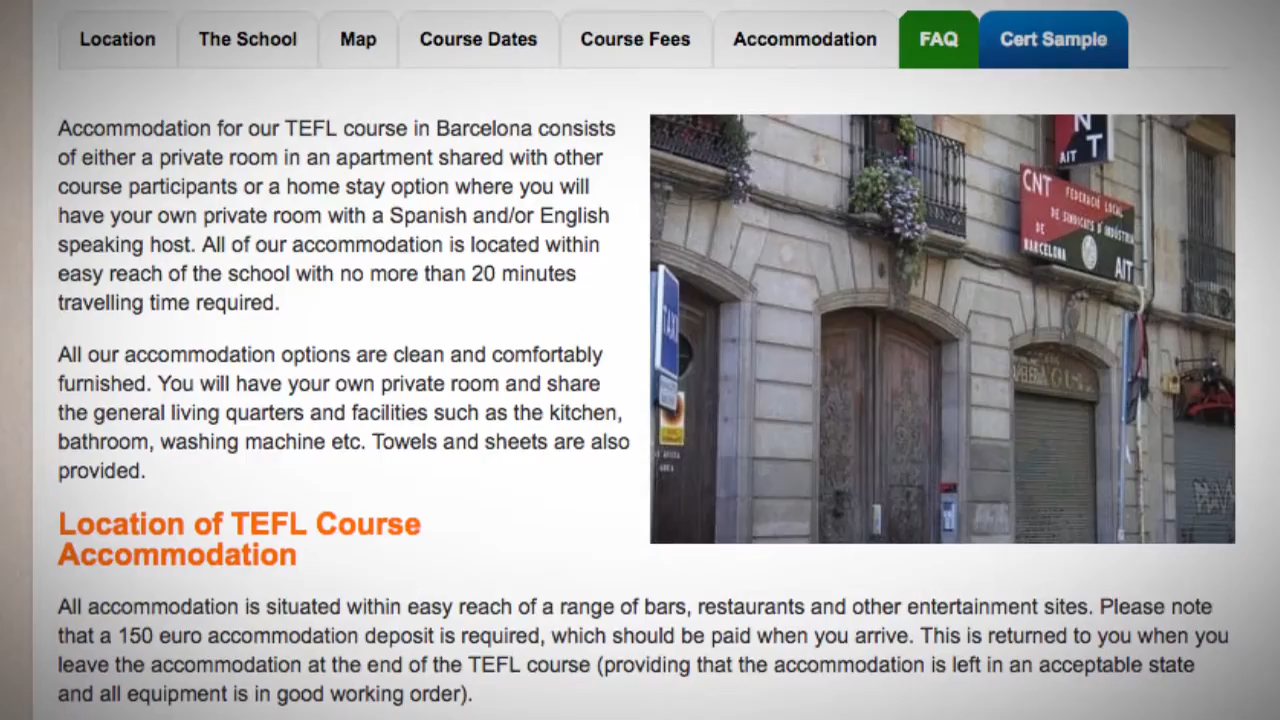 Location
The School
Map
Course Dates
Course Fees
Accommodation
FAQ
Cert Sample
Accommodation for our TEFL course in Barcelona consists
of either a private room in an apartment shared with other
course participants or a home stay option where you will
have your own private room with a Spanish and/or English
speaking host. All of our accommodation is located within
easy reach of the school with no more than 20 minutes
travelling time required.
All our accommodation options are clean and comfortably
furnished. You will have your own private room and share
the general living quarters and facilities such as the kitchen,
bathroom, washing machine etc. Towels and sheets are also
provided.
NT
AIT
CNT FEDERACIÓ LOCAL
DE SINDICATS D'INDÚSTRIA
DE
BARCELONA
AIT
TAXI
Location of TEFL Course
Accommodation
All accommodation is situated within easy reach of a range of bars, restaurants and other entertainment sites. Please note
that a 150 euro accommodation deposit is required, which should be paid when you arrive. This is returned to you when you
leave the accommodation at the end of the TEFL course (providing that the accommodation is left in an acceptable state
and all equipment is in good working order).